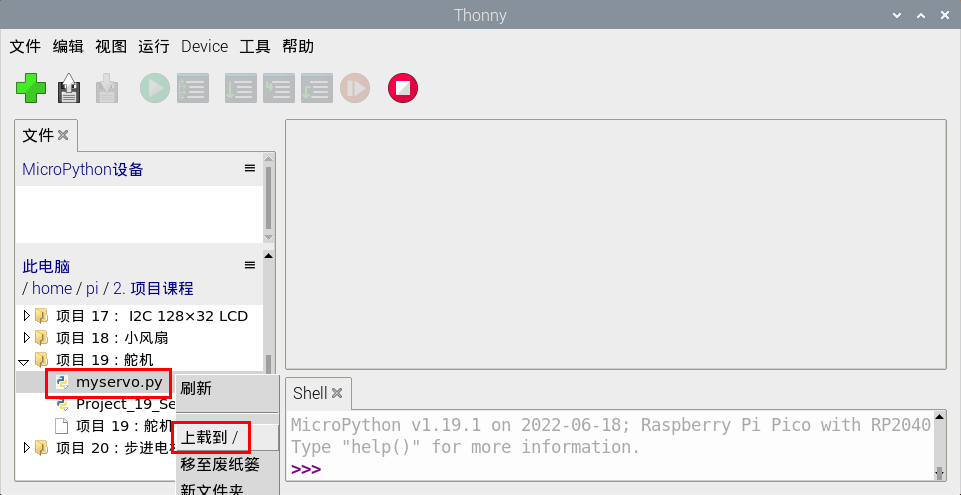 Thonny
文件 编辑 视图 运行 Device 工具 帮助
文件
MicroPython设备
此电脑
/ home / pi / 2. 项目课程
项目 17： I2C 128×32 LCD
项目 18：小风扇
项目 19：舵机
myservo.py
刷新
Project_19_Se
项目 19：舵机
上载到 /
项目 20：步进电
移至废纸篓
新文件夹
Shell
MicroPython v1.19.1 on 2022-06-18; Raspberry Pi Pico with RP2040
Type "help()" for more information.
>>>